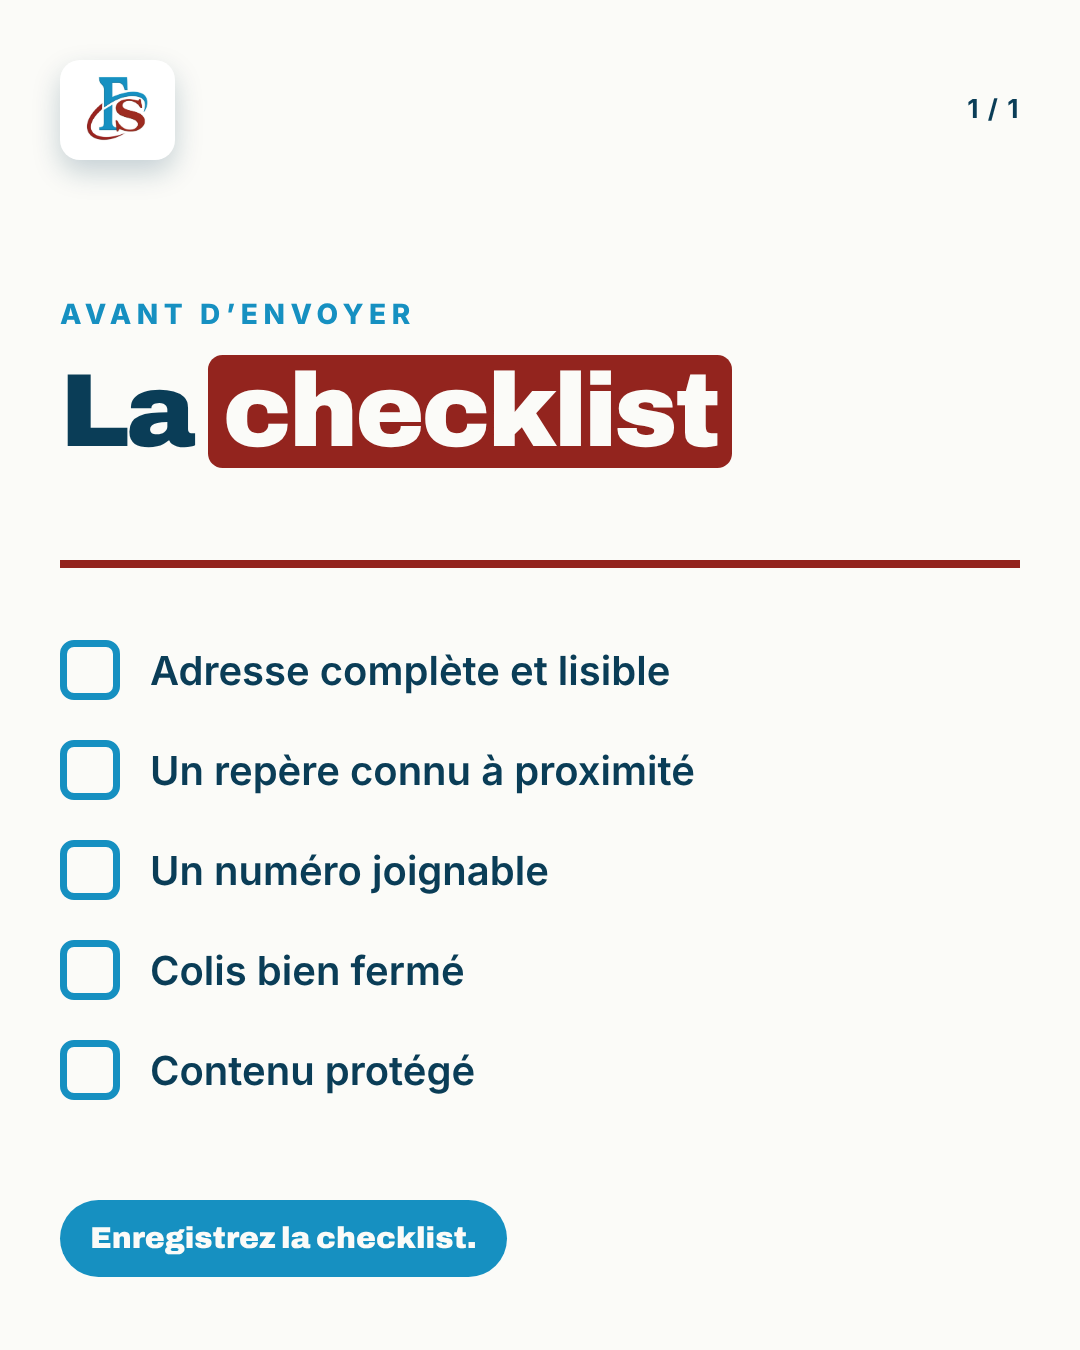 FS
1 / 1
AVANT D’ENVOYER
La checklist
Adresse complète et lisible
Un repère connu à proximité
Un numéro joignable
Colis bien fermé
Contenu protégé
Enregistrez la checklist.